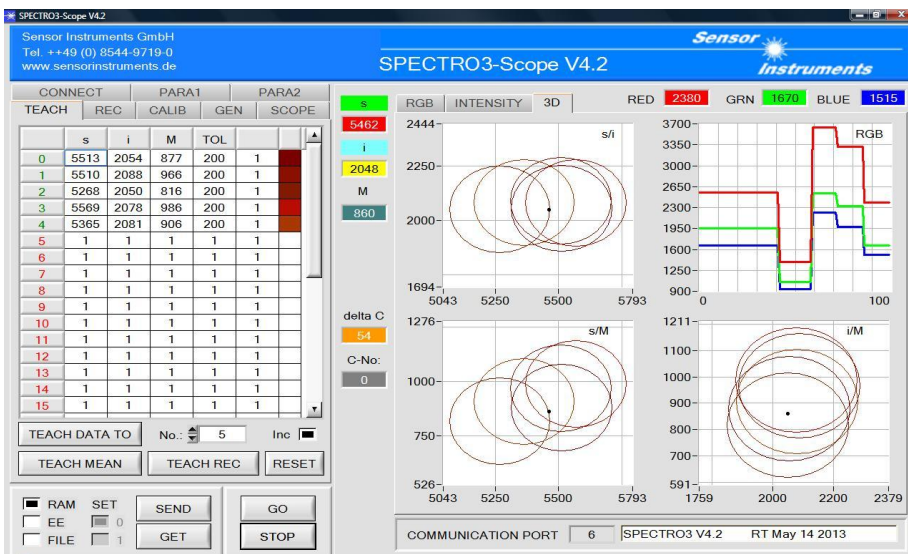 SPECTRO3-Scope V4.2
Sensor Instruments GmbH
Tel. ++49 (0) 8544-9719-0
www.sensorinstruments.de
SPECTRO3-Scope V4.2
Sensor
Instruments
CONNECT PARA1 PARA2
TEACH REC CALIB GEN SCOPE
s i M TOL
0 5513 2054 877 200 1
1 5510 2088 966 200 1
2 5268 2050 816 200 1
3 5569 2078 986 200 1
4 5365 2081 906 200 1
5 1 1 1 1 1
6 1 1 1 1 1
7 1 1 1 1 1
8 1 1 1 1 1
9 1 1 1 1 1
10 1 1 1 1 1
11 1 1 1 1 1
12 1 1 1 1 1
13 1 1 1 1 1
14 1 1 1 1 1
15 1 1 1 1 1
TEACH DATA TO No.: 5 Inc
TEACH MEAN TEACH REC RESET
RAM SET
EE 0
FILE 1
SEND
GET
GO
STOP
s
5462
i
2048
M
860
delta C
54
C-No:
0
RGB INTENSITY 3D
RED 2380 GRN 1670 BLUE 1515
s/i
2444
2250
2000
1694
5043 5250 5500 5793
RGB
3700
3350
3000
2650
2300
1950
1600
1250
900
0 100
s/M
1276
1000
750
526
5043 5250 5500 5793
i/M
1211
1100
1000
900
800
700
591
1759 2000 2200 2379
COMMUNICATION PORT 6 SPECTRO3 V4.2 RT May 14 2013